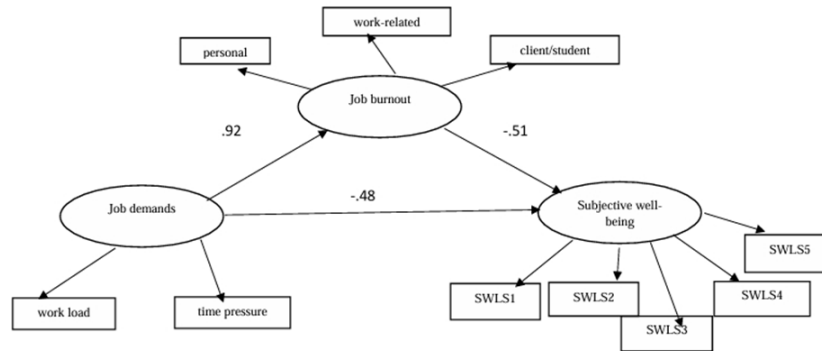 work-related
personal
client/student
Job burnout
.92
-.51
-.48
Job demands
Subjective well-
being
SWLS5
SWLS1
SWLS2
SWLS4
work load
time pressure
SWLS3